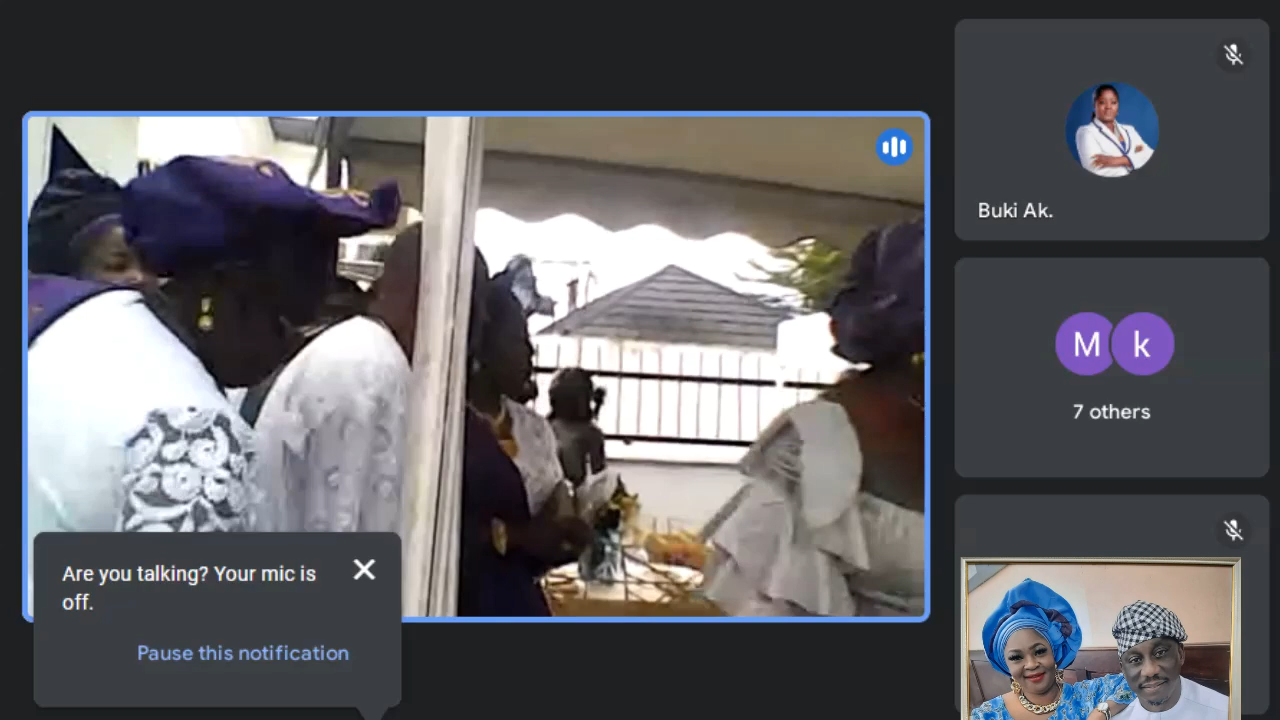 Buki Ak.
M k
7 others
Are you talking? Your mic is
off.
Pause this notification